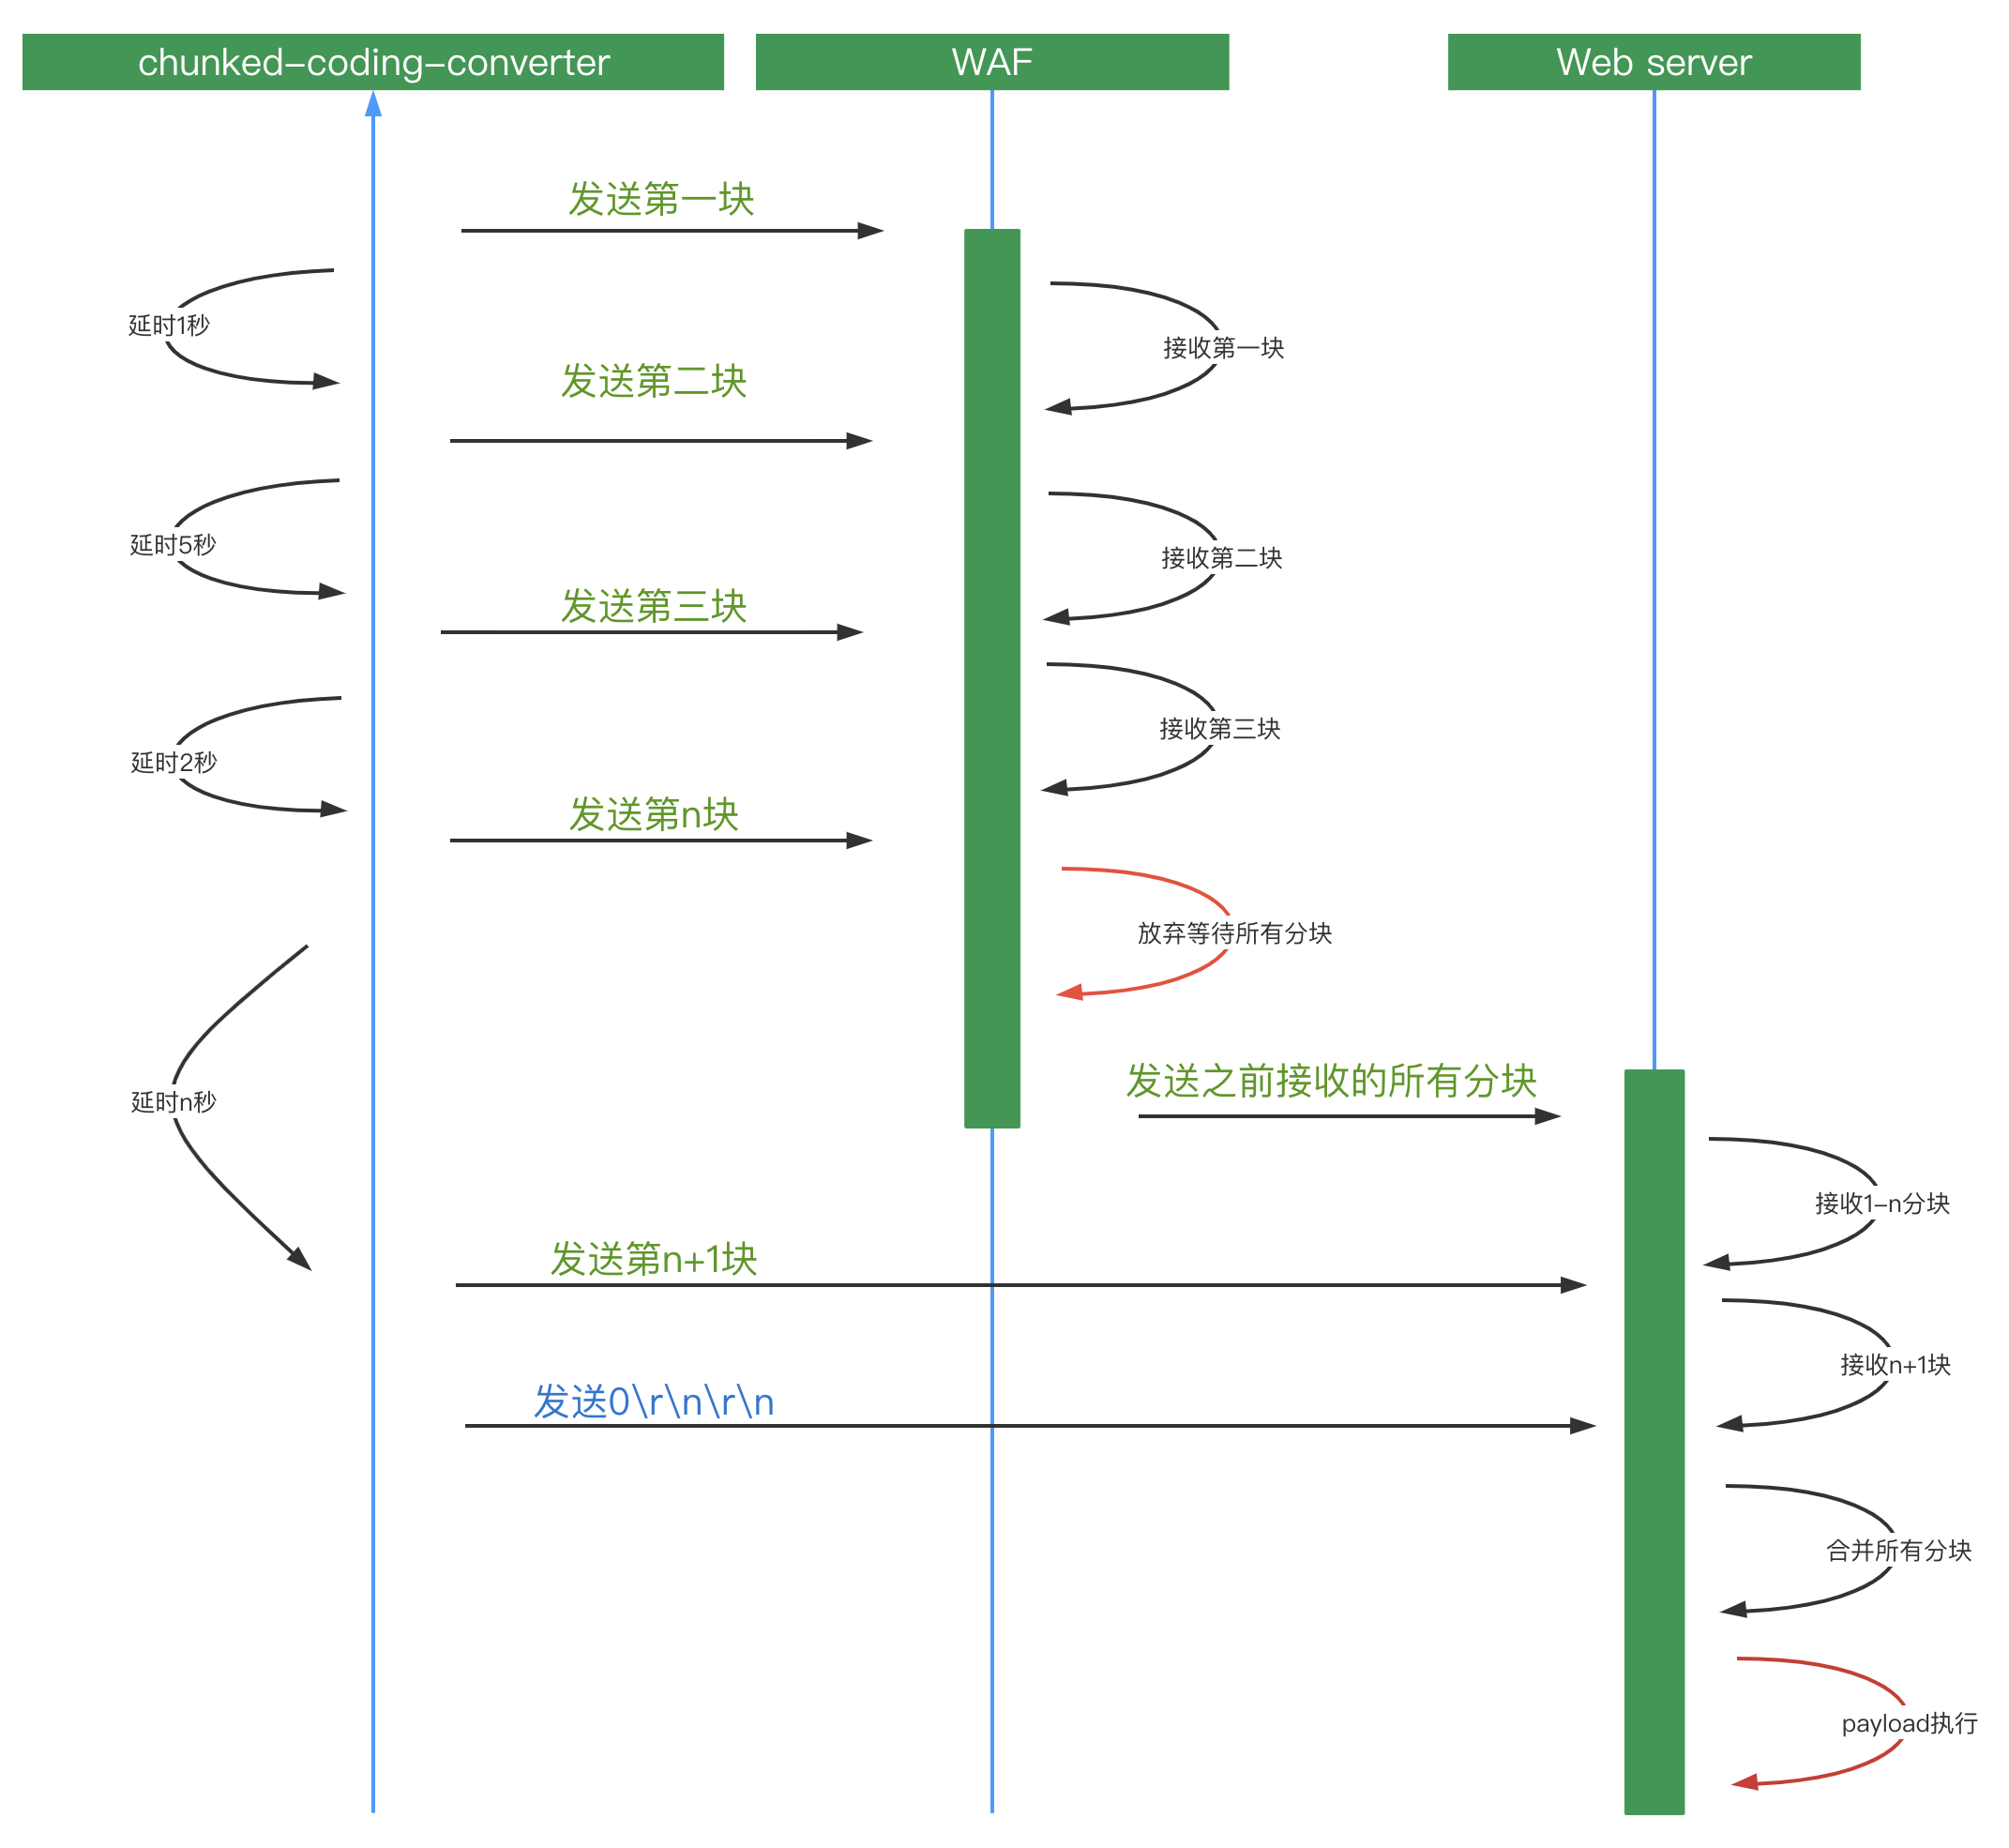 chunked-coding-converter
WAF
Web server
发送第一块
延时1秒
接收第一块
发送第二块
延时5秒
接收第二块
发送第三块
接收第三块
延时2秒
发送第n块
放弃等待所有分块
发送之前接收的所有分块
延时n秒
接收1-n分块
发送第n+1块
接收n+1块
发送0\r\n\r\n
合并所有分块
payload执行